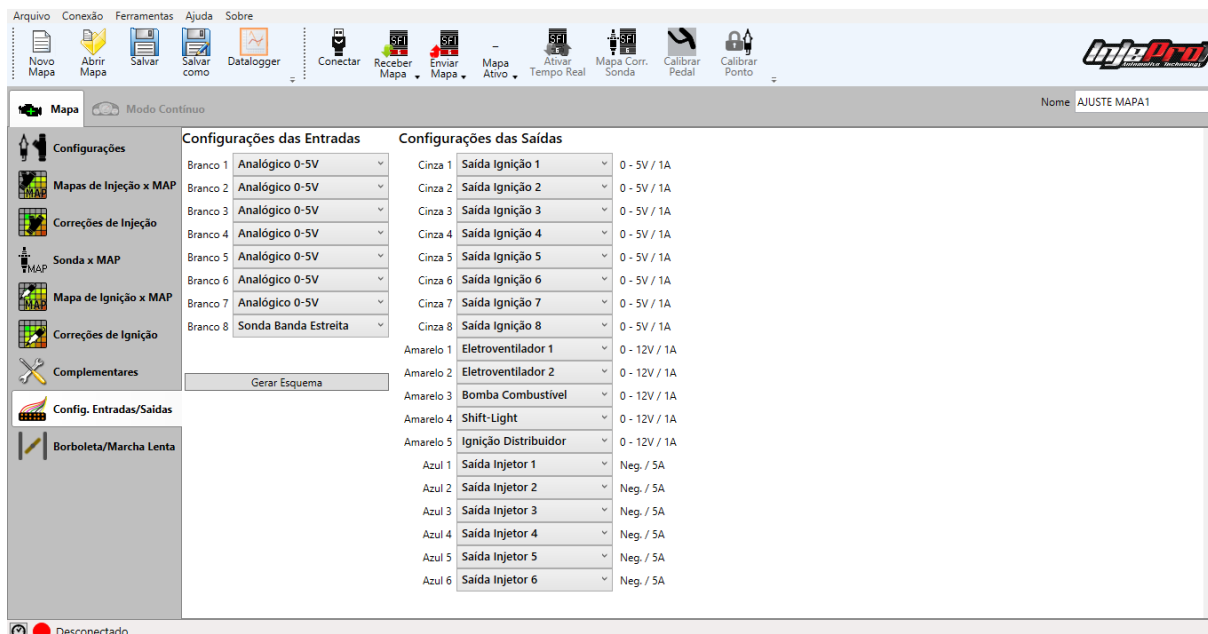 Arquivo Conexão Ferramentas Ajuda Sobre
Novo Mapa Abrir Mapa Salvar Salvar como Datalogger Conectar Receber Mapa Enviar Mapa - Mapa Ativo Ativar Tempo Real Mapa Corr. Sonda Calibrar Pedal Calibrar Ponto
InjePro
Automotive Technology
Mapa Modo Contínuo Nome AJUSTE MAPA1
Configurações
Mapas de Injeção x MAP
Correções de Injeção
Sonda x MAP
Mapa de Ignição x MAP
Correções de Ignição
Complementares
Config. Entradas/Saidas
Borboleta/Marcha Lenta
Configurações das Entradas
Branco 1 Analógico 0-5V
Branco 2 Analógico 0-5V
Branco 3 Analógico 0-5V
Branco 4 Analógico 0-5V
Branco 5 Analógico 0-5V
Branco 6 Analógico 0-5V
Branco 7 Analógico 0-5V
Branco 8 Sonda Banda Estreita
Gerar Esquema
Configurações das Saídas
Cinza 1 Saída Ignição 1 0 - 5V / 1A
Cinza 2 Saída Ignição 2 0 - 5V / 1A
Cinza 3 Saída Ignição 3 0 - 5V / 1A
Cinza 4 Saída Ignição 4 0 - 5V / 1A
Cinza 5 Saída Ignição 5 0 - 5V / 1A
Cinza 6 Saída Ignição 6 0 - 5V / 1A
Cinza 7 Saída Ignição 7 0 - 5V / 1A
Cinza 8 Saída Ignição 8 0 - 5V / 1A
Amarelo 1 Eletroventilador 1 0 - 12V / 1A
Amarelo 2 Eletroventilador 2 0 - 12V / 1A
Amarelo 3 Bomba Combustível 0 - 12V / 1A
Amarelo 4 Shift-Light 0 - 12V / 1A
Amarelo 5 Ignição Distribuidor 0 - 12V / 1A
Azul 1 Saída Injetor 1 Neg. / 5A
Azul 2 Saída Injetor 2 Neg. / 5A
Azul 3 Saída Injetor 3 Neg. / 5A
Azul 4 Saída Injetor 4 Neg. / 5A
Azul 5 Saída Injetor 5 Neg. / 5A
Azul 6 Saída Injetor 6 Neg. / 5A
Desconectado